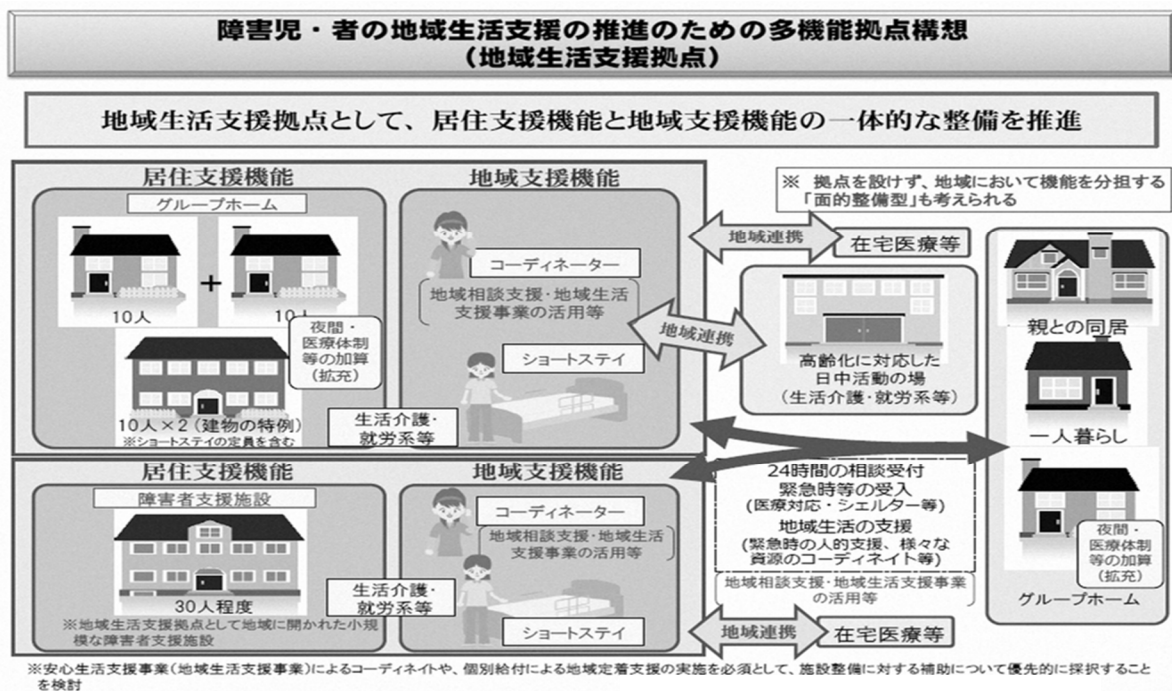 障害児・者の地域生活支援の推進のための多機能拠点構想
（地域生活支援拠点）
地域生活支援拠点として、居住支援機能と地域支援機能の一体的な整備を推進
居住支援機能
グループホーム
10人
+
10人
夜間・
医療体制
等の加算
（拡充）
10人×2（建物の特例）
※ショートステイの定員を含む
生活介護・
就労系等
地域支援機能
コーディネーター
地域相談支援・地域生活
支援事業の活用等
ショートステイ
居住支援機能
障害者支援施設
30人程度
※地域生活支援拠点として地域に開かれた小規
模な障害者支援施設
生活介護・
就労系等
地域支援機能
コーディネーター
地域相談支援・地域生活
支援事業の活用等
ショートステイ
※　拠点を設けず、地域において機能を分担する
「面的整備型」も考えられる
地域連携
在宅医療等
地域連携
高齢化に対応した
日中活動の場
（生活介護・就労系等）
24時間の相談受付
緊急時等の受入
（医療対応・シェルター等）
地域生活の支援
（緊急時の人的支援、様々な
資源のコーディネイト等）
地域相談支援・地域生活支援事業
の活用等
地域連携
在宅医療等
親との同居
一人暮らし
夜間・
医療体制
等の加算
（拡充）
グループホーム
※安心生活支援事業（地域生活支援事業）によるコーディネイトや、個別給付による地域定着支援の実施を必須として、施設整備に対する補助について優先的に採択すること
を検討